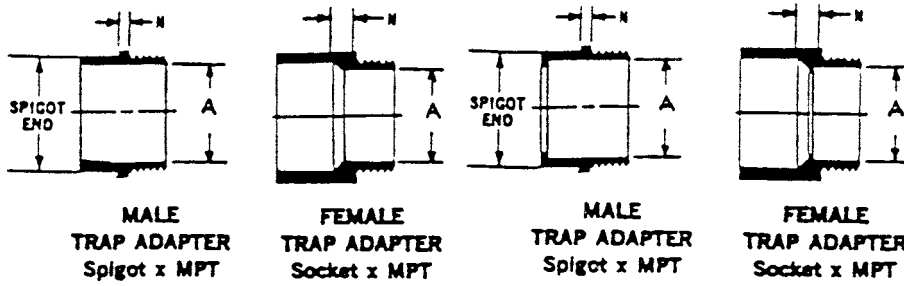 N
N
N
N
SPIGOT
END
A
A
SPIGOT
END
A
A
MALE
TRAP ADAPTER
Spigot x MPT
FEMALE
TRAP ADAPTER
Socket x MPT
MALE
TRAP ADAPTER
Spigot x MPT
FEMALE
TRAP ADAPTER
Socket x MPT